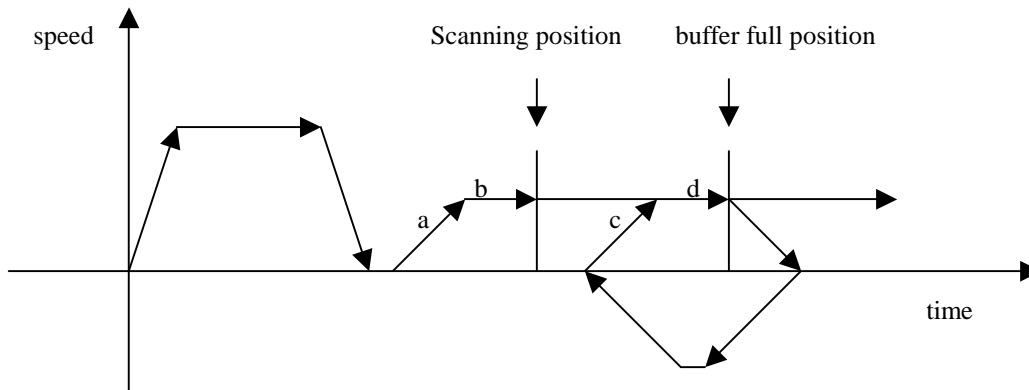 speed
Scanning position
buffer full position
b
d
a
c
time